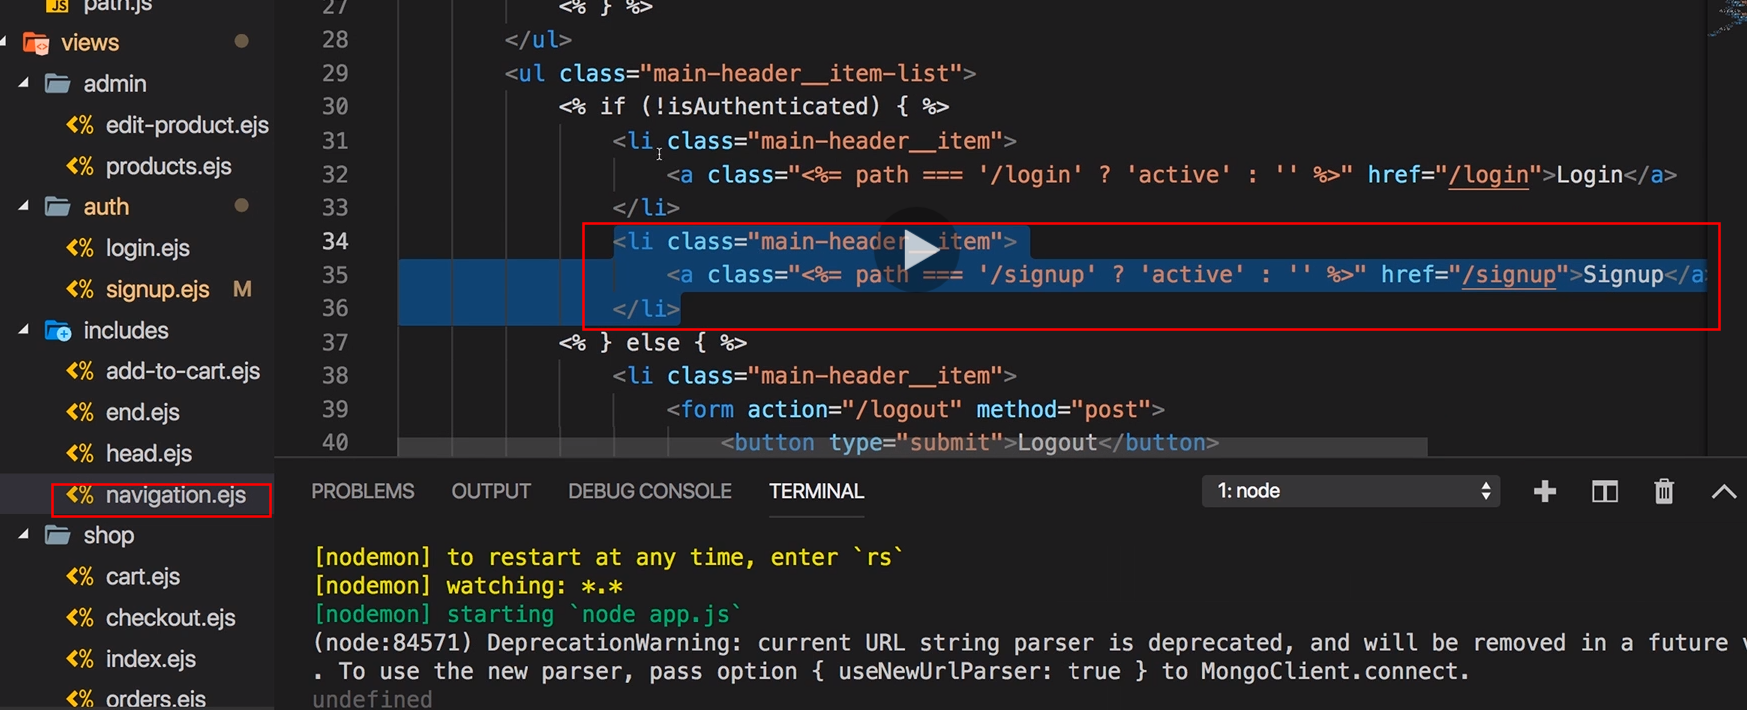 path.js
views
admin
edit-product.ejs
products.ejs
auth
login.ejs
signup.ejs M
includes
add-to-cart.ejs
end.ejs
head.ejs
navigation.ejs
shop
cart.ejs
checkout.ejs
index.ejs
orders.ejs
27 <% } %>
28 </ul>
29 <ul class="main-header__item-list">
30 <% if (!isAuthenticated) { %>
31 <li class="main-header__item">
32 <a class="<%= path === '/login' ? 'active' : '' %>" href="/login">Login</a>
33 </li>
34 <li class="main-header__item">
35 <a class="<%= path === '/signup' ? 'active' : '' %>" href="/signup">Signup</a
36 </li>
37 <% } else { %>
38 <li class="main-header__item">
39 <form action="/logout" method="post">
40 <button type="submit">Logout</button>
PROBLEMS OUTPUT DEBUG CONSOLE TERMINAL 1: node
[nodemon] to restart at any time, enter `rs`
[nodemon] watching: *.*
[nodemon] starting `node app.js`
(node:84571) DeprecationWarning: current URL string parser is deprecated, and will be removed in a future v
. To use the new parser, pass option { useNewUrlParser: true } to MongoClient.connect.
undefined